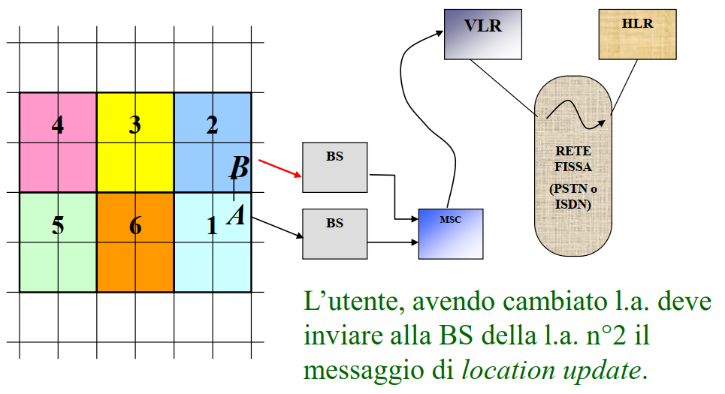 VLR
HLR
4
3
2
B
BS
RETE
FISSA
(PSTN o
ISDN)
5
6
1
A
BS
MSC
L'utente, avendo cambiato l.a. deve
inviare alla BS della l.a. n°2 il
messaggio di location update.